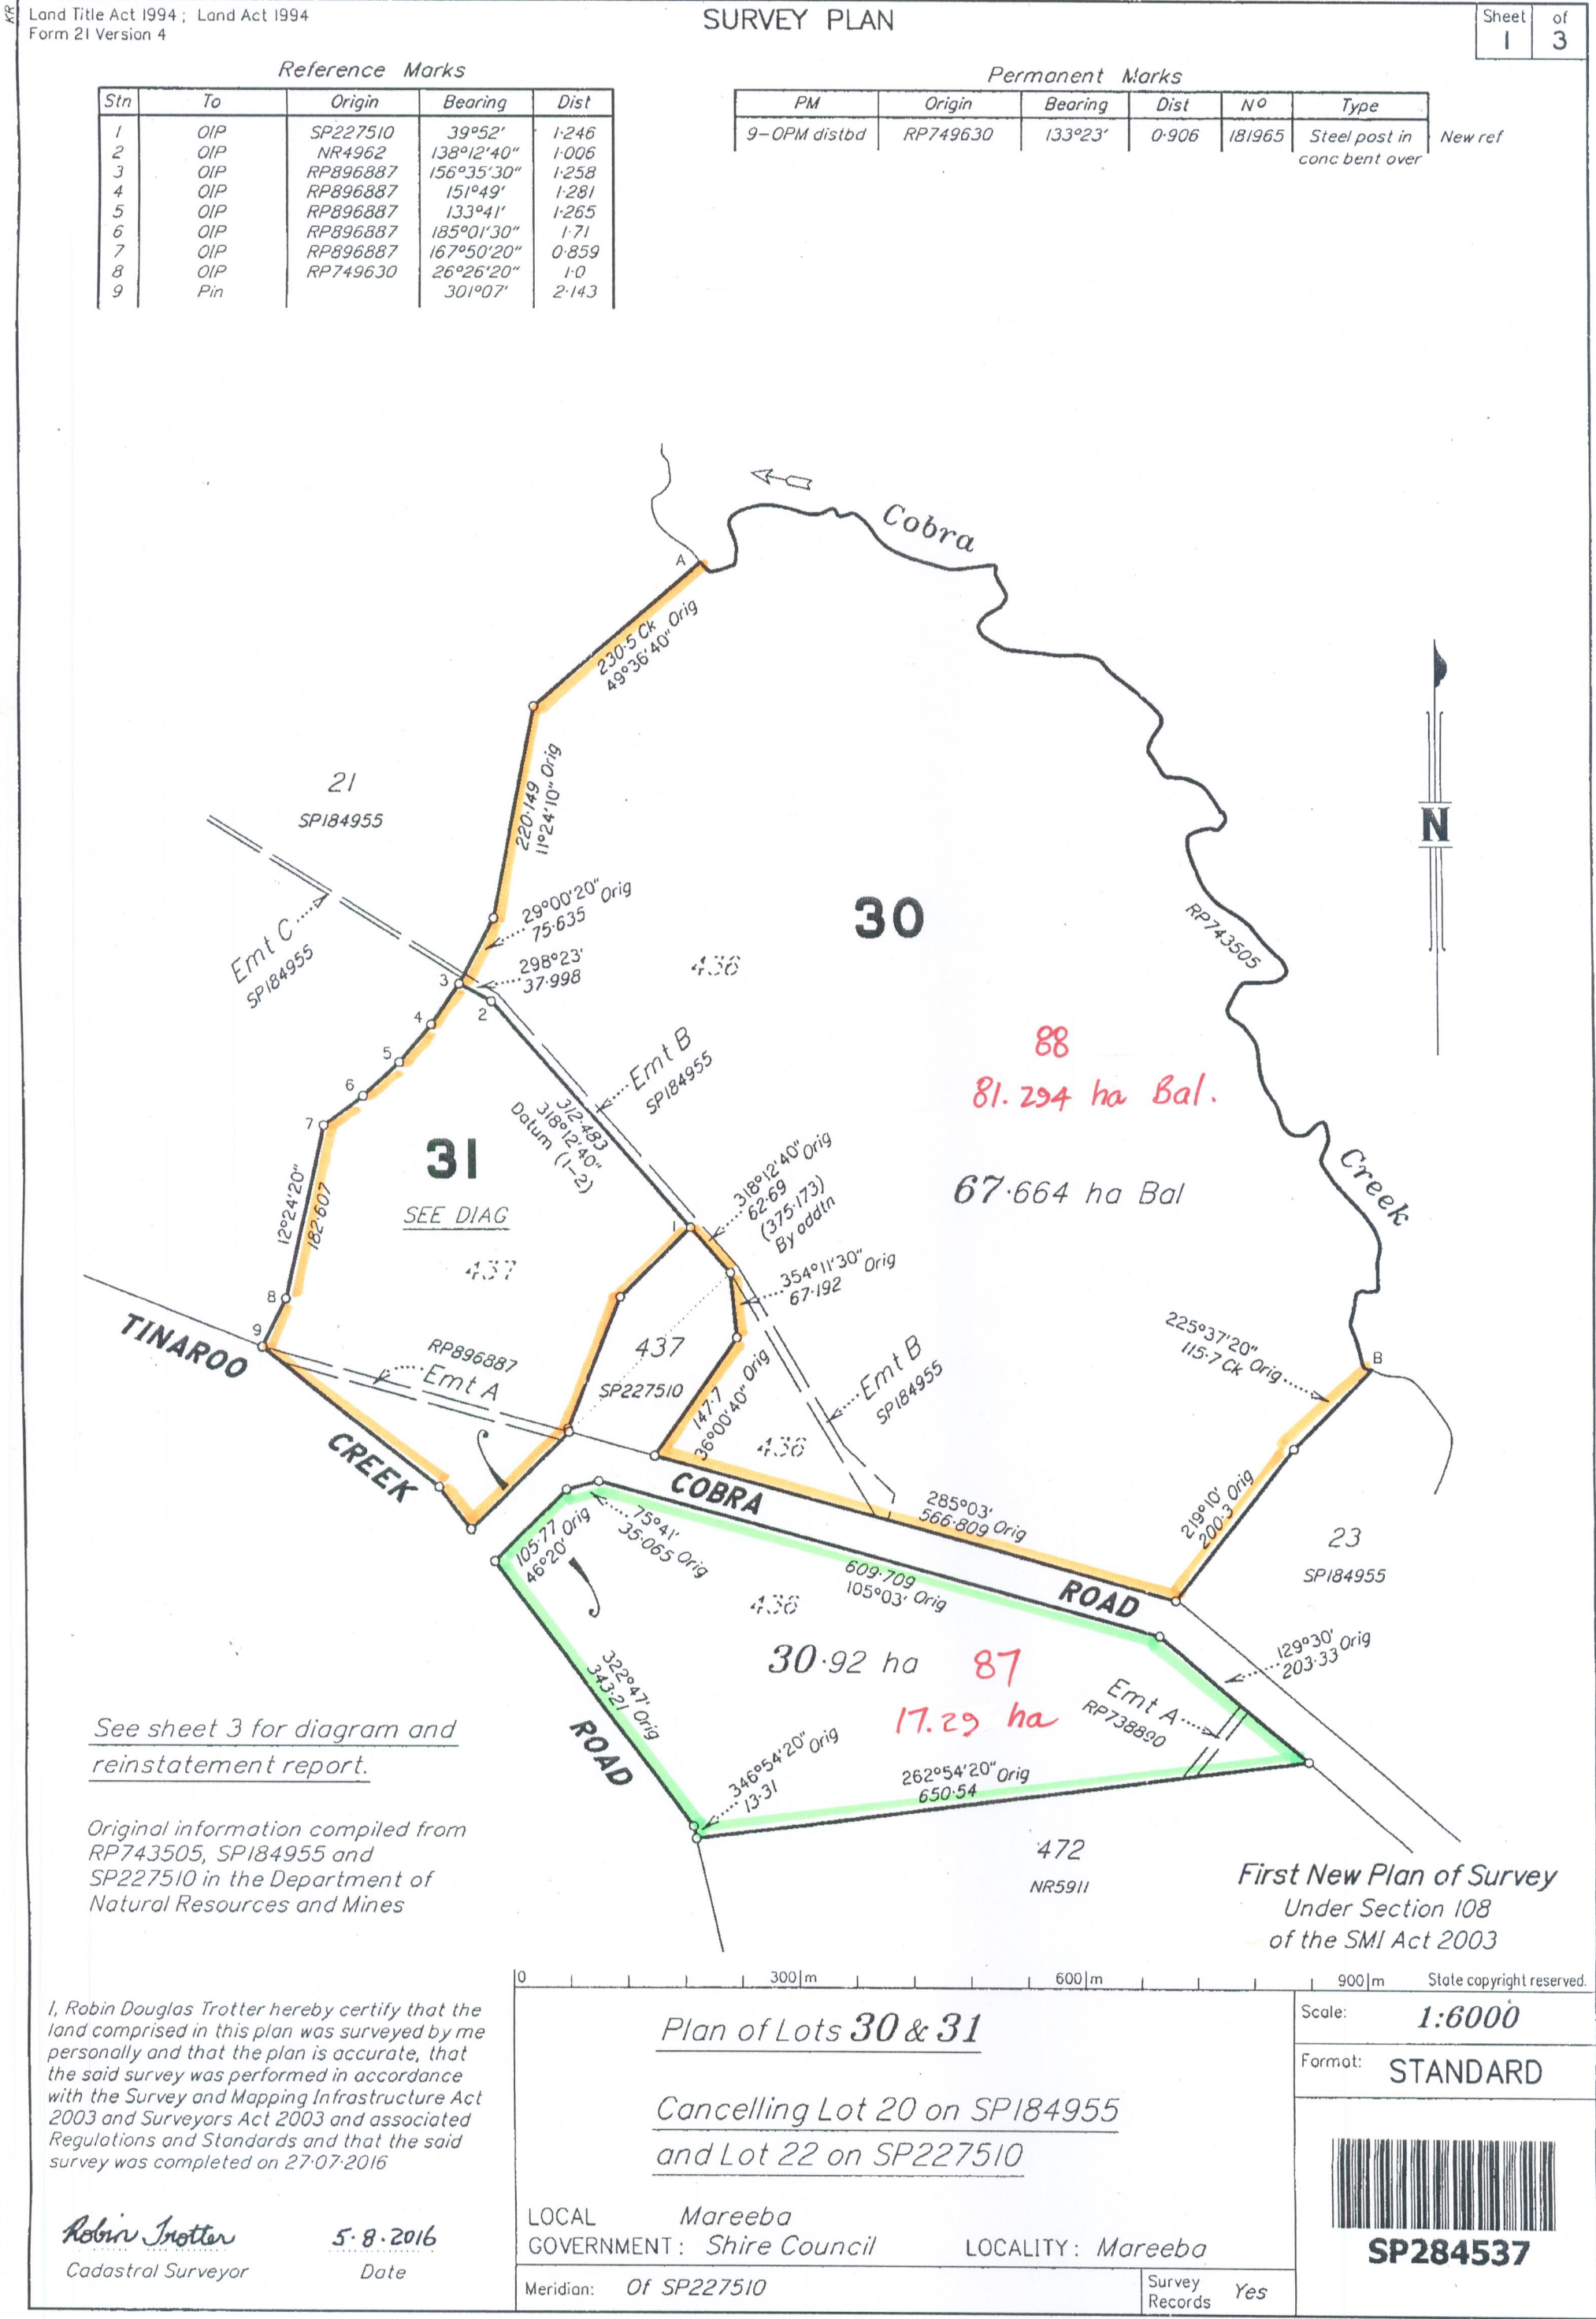 KR
Land Title Act 1994 ; Land Act 1994
Form 21 Version 4
SURVEY PLAN
Sheet 1 of 3
Reference Marks
Stn To Origin Bearing Dist
1 OIP SP227510 39°52' 1·246
2 OIP NR4962 138°12'40" 1·006
3 OIP RP896887 156°35'30" 1·258
4 OIP RP896887 151°49' 1·281
5 OIP RP896887 133°41' 1·265
6 OIP RP896887 185°01'30" 1·71
7 OIP RP896887 167°50'20" 0·859
8 OIP RP749630 26°26'20" 1·0
9 Pin 301°07' 2·143
Permanent Marks
PM Origin Bearing Dist Nº Type
9-OPM distbd RP749630 133°23' 0·906 181965 Steel post in New ref
conc bent over
Cobra
A
230·5 Ck
49°36'40" Orig
220·149
11°24'10" Orig
21
SP184955
N
29°00'20" Orig
75·635
30
RP743505
Emt C
SP184955
298°23'
37·998
436
3
2
4
5
6
7
88
81.294 ha Bal.
Emt B
SP184955
312·483
318°12'40"
Datum (1-2)
31
SEE DIAG
437
12°24'20"
182·607
318°12'40" Orig
62·69
(375·173)
By addtn
67·664 ha Bal
Creek
1
354°11'30" Orig
67·192
8
9
TINAROO
CREEK
RP896887
Emt A
437
SP227510
147·7
36°00'40" Orig
Emt B
SP184955
436
225°37'20" Orig
115·7 Ck
B
COBRA
ROAD
285°03'
566·809 Orig
219°10' Orig
200·3
23
SP184955
105·77 Orig
46°20'
75°41'
35·065 Orig
609·709
105°03' Orig
436
30·92 ha
87
17.29 ha
129°30' Orig
203·33
Emt A
RP738890
322°47'
343·21 Orig
ROAD
346°54'20" Orig
13·31
262°54'20" Orig
650·54
472
NR5911
See sheet 3 for diagram and
reinstatement report.
Original information compiled from
RP743505, SP184955 and
SP227510 in the Department of
Natural Resources and Mines
First New Plan of Survey
Under Section 108
of the SMI Act 2003
0 300 m 600 m 900 m State copyright reserved.
I, Robin Douglas Trotter hereby certify that the
land comprised in this plan was surveyed by me
personally and that the plan is accurate, that
the said survey was performed in accordance
with the Survey and Mapping Infrastructure Act
2003 and Surveyors Act 2003 and associated
Regulations and Standards and that the said
survey was completed on 27·07·2016
Robin Trotter 5·8·2016
Cadastral Surveyor Date
Plan of Lots 30 & 31
Cancelling Lot 20 on SP184955
and Lot 22 on SP227510
LOCAL
GOVERNMENT : Mareeba
Shire Council
LOCALITY : Mareeba
Meridian: Of SP227510
Survey
Records Yes
Scale: 1:6000
Format: STANDARD
SP284537